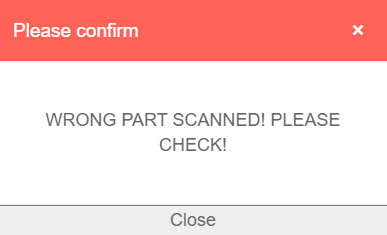 Please confirm
WRONG PART SCANNED! PLEASE
CHECK!
Close